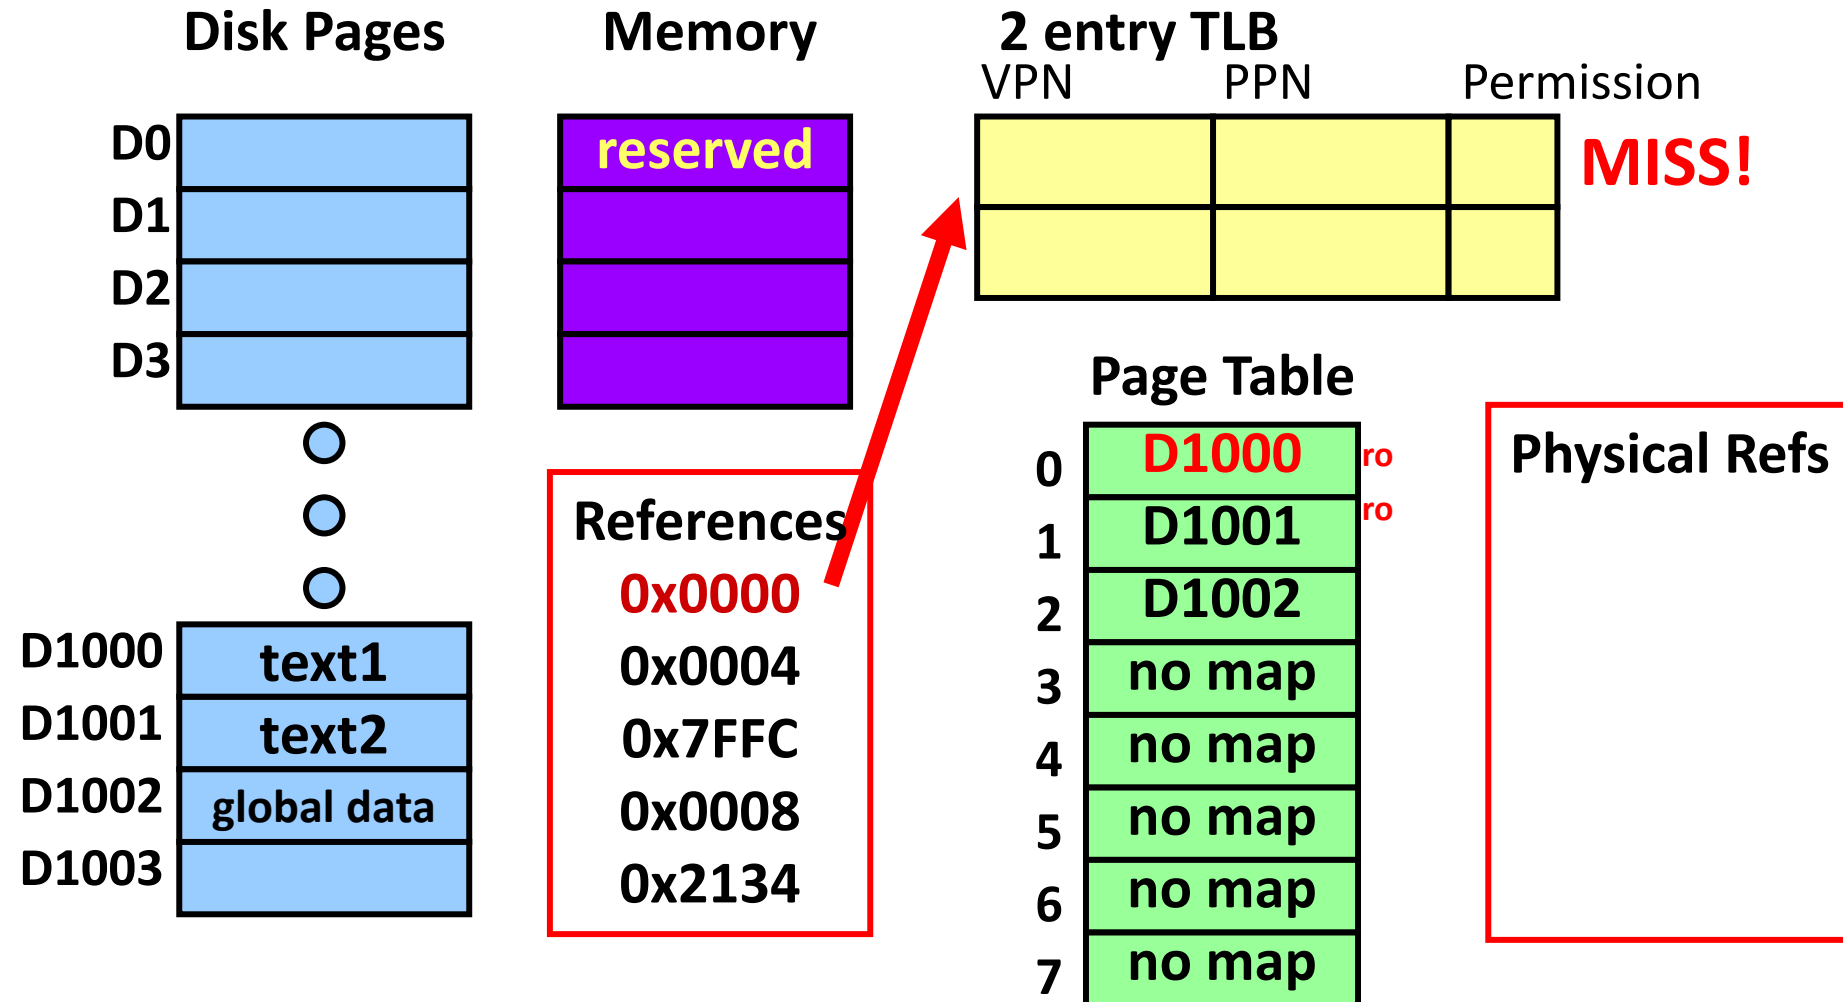 Disk Pages
Memory
2 entry TLB
VPN
PPN
Permission
D0
D1
D2
D3
reserved
MISS!
D1000
text1
D1001
text2
D1002
global data
D1003
References
0x0000
0x0004
0x7FFC
0x0008
0x2134
Page Table
0
D1000
ro
1
D1001
ro
2
D1002
3
no map
4
no map
5
no map
6
no map
7
no map
Physical Refs